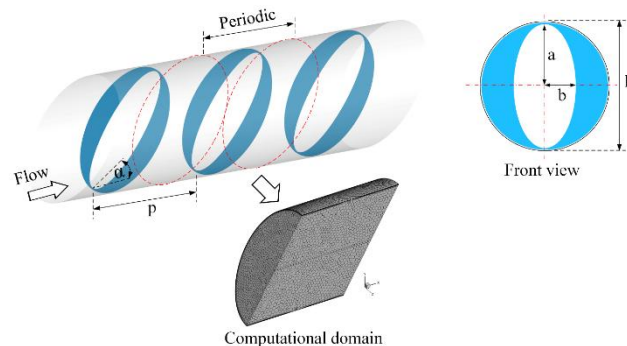 Periodic
a
b
Flow
α
p
Front view
Computational domain